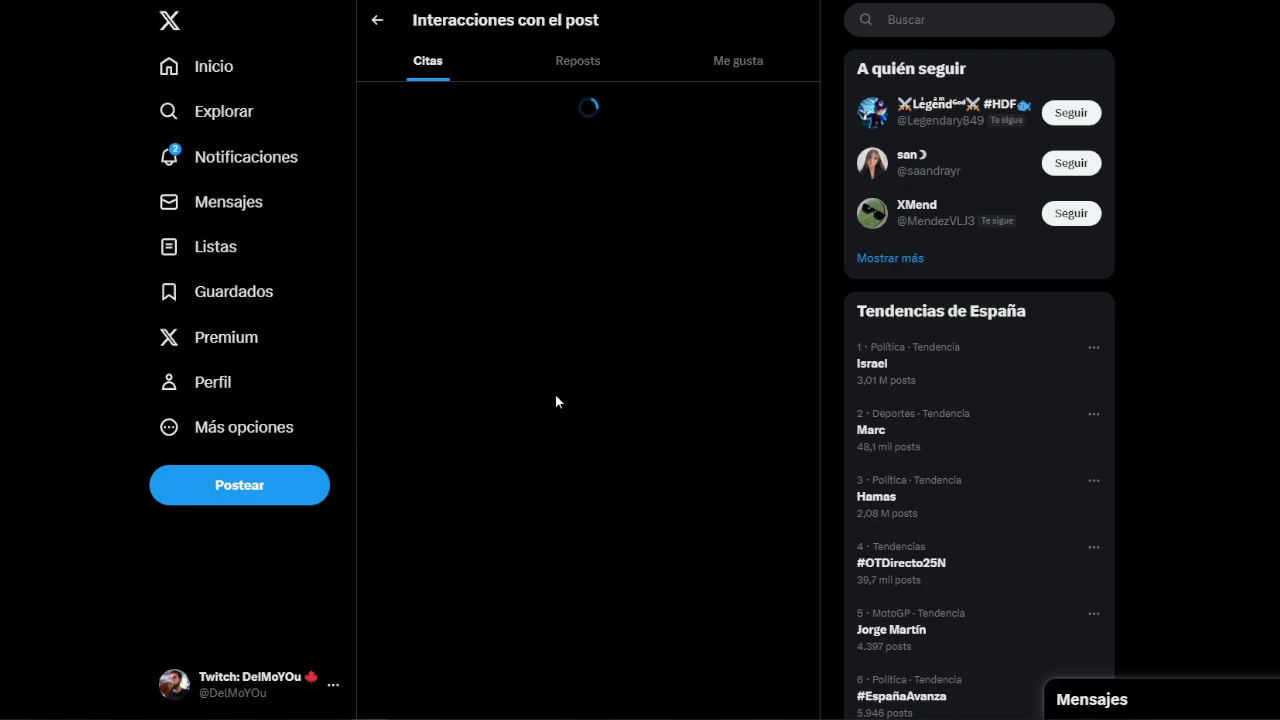 Inicio
Explorar
2
Notificaciones
Mensajes
Listas
Guardados
Premium
Perfil
Más opciones
Postear
Twitch: DelMoYOu
@DelMoYOu
Interacciones con el post
Citas
Reposts
Me gusta
Buscar
A quién seguir
#HDF
@Legendary849 Te sigue
Seguir
san
@saandrayr
Seguir
XMend
@MendezVLJ3 Te sigue
Seguir
Mostrar más
Tendencias de España
1 · Política · Tendencia
Israel
3,01 M posts
2 · Deportes · Tendencia
Marc
48,1 mil posts
3 · Política · Tendencia
Hamas
2,08 M posts
4 · Tendencias
#OTDirecto25N
39,7 mil posts
5 · MotoGP · Tendencia
Jorge Martín
4.397 posts
6 · Política · Tendencia
#EspañaAvanza
5.946 posts
Mensajes